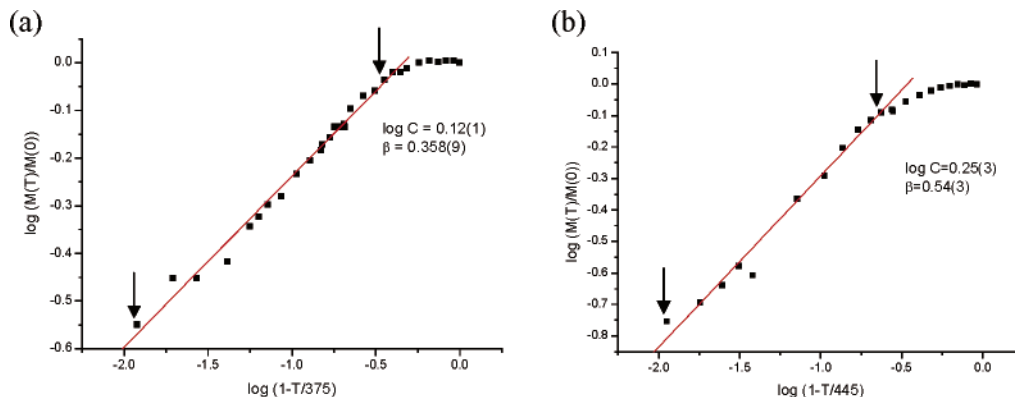 (a)
0.0
-0.1
-0.2
-0.3
-0.4
-0.5
-0.6
log (M(T)/M(0))
log C = 0.12(1)
β = 0.358(9)
-2.0 -1.5 -1.0 -0.5 0.0
log (1-T/375)
(b)
0.1
0.0
-0.1
-0.2
-0.3
-0.4
-0.5
-0.6
-0.7
-0.8
log (M(T)/M(0))
log C=0.25(3)
β=0.54(3)
-2.0 -1.5 -1.0 -0.5 0.0
log (1-T/445)